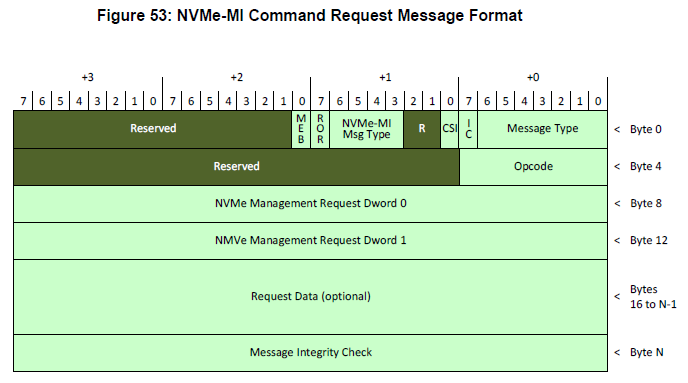 Figure 53: NVMe-MI Command Request Message Format
+3 +2 +1 +0
7 6 5 4 3 2 1 0 7 6 5 4 3 2 1 0 7 6 5 4 3 2 1 0 7 6 5 4 3 2 1 0
Reserved MEB ROR NVMe-MI Msg Type R CSI IC Message Type < Byte 0
Reserved Opcode < Byte 4
NVMe Management Request Dword 0 < Byte 8
NMVe Management Request Dword 1 < Byte 12
Request Data (optional) < Bytes 16 to N-1
Message Integrity Check < Byte N